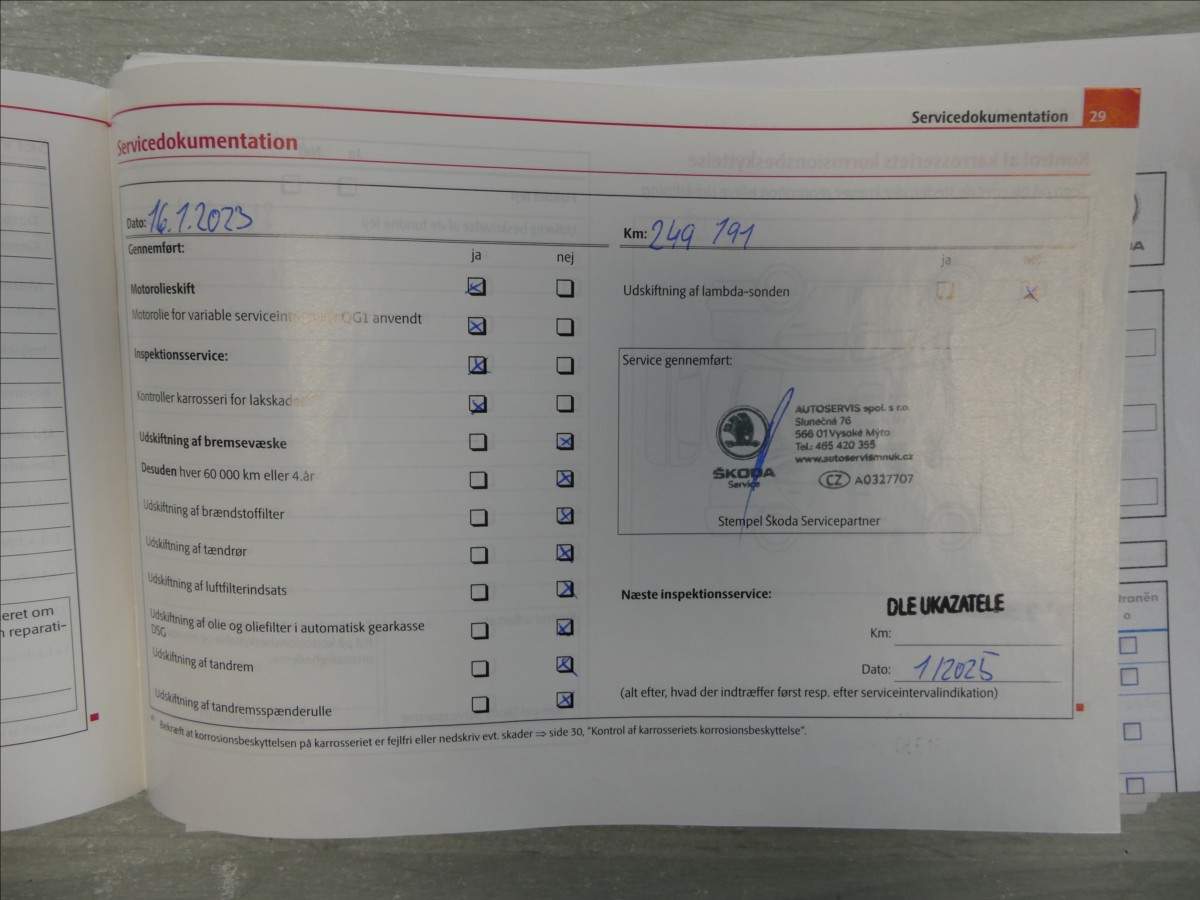 Servicedokumentation 29
Servicedokumentation
Dato: 16.1.2023
Km: 249 191
Gennemført:
ja nej
ja
Motorolieskift
Udskiftning af lambda-sonden
Motorolie for variable QG1 anvendt
Inspektionsservice:
Service gennemført:
Kontroller karrosseri for
AUTOSERVIS spol. s r.o.
Slunečná 76
566 01 Vysoké Mýto
Tel.: 465 420 355
www.autoservismnuk.cz
ŠKODA
Service
CZ A0327707
Stempel Škoda Servicepartner
Udskiftning af bremsevæske
Desuden hver 60 000 km eller 4.år
Udskiftning af brændstoffilter
Udskiftning af tændrør
Udskiftning af luftfilterindsats
Udskiftning af olie og oliefilter i automatisk gearkasse
DSG
Udskiftning af tandrem
Udskiftning af tandremsspænderulle
Næste inspektionsservice:
DLE UKAZATELE
Km:
Dato: 1/2025
(alt efter, hvad der indtræffer først resp. efter serviceintervalindikation)
* Bekræft at korrosionsbeskyttelsen på karrosseriet er fejlfri eller nedskriv evt. skader ⇒ side 30, "Kontrol af karrosseriets korrosionsbeskyttelse".